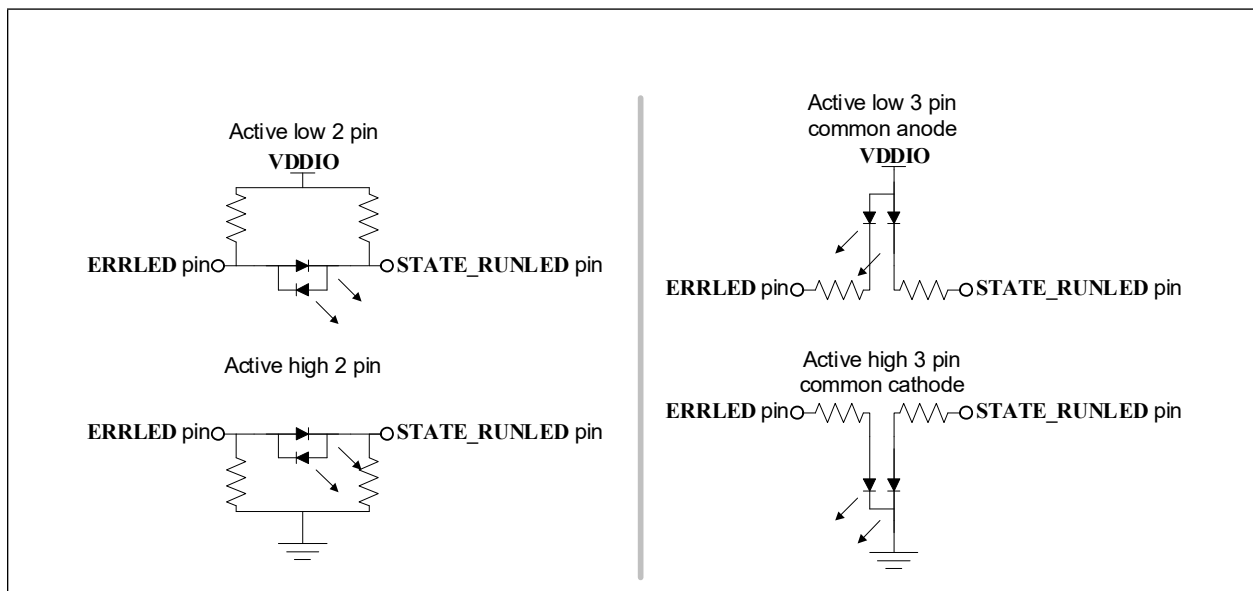 Active low 2 pin
VDDIO
ERRLED pin
STATE_RUNLED pin
Active high 2 pin
ERRLED pin
STATE_RUNLED pin
Active low 3 pin
common anode
VDDIO
ERRLED pin
STATE_RUNLED pin
Active high 3 pin
common cathode
ERRLED pin
STATE_RUNLED pin